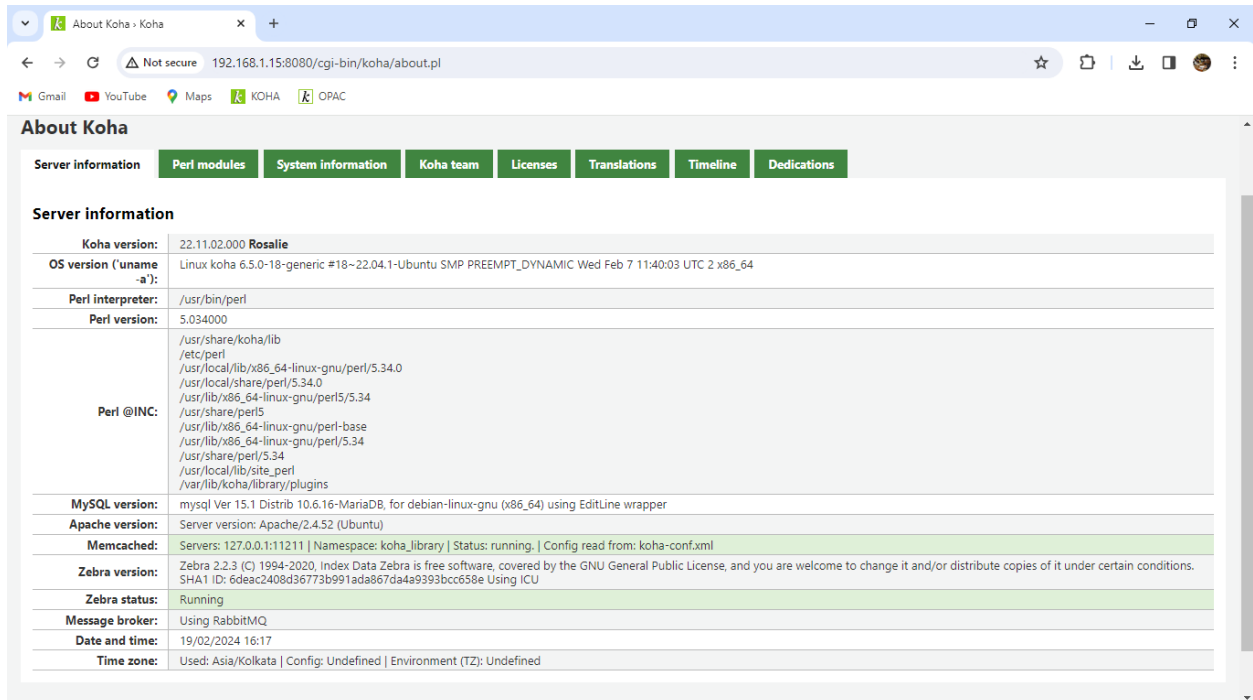 About Koha › Koha
Not secure 192.168.1.15:8080/cgi-bin/koha/about.pl
Gmail YouTube Maps KOHA OPAC
About Koha
Server information Perl modules System information Koha team Licenses Translations Timeline Dedications
Server information
Koha version: 22.11.02.000 Rosalie
OS version ('uname -a'): Linux koha 6.5.0-18-generic #18~22.04.1-Ubuntu SMP PREEMPT_DYNAMIC Wed Feb 7 11:40:03 UTC 2 x86_64
Perl interpreter: /usr/bin/perl
Perl version: 5.034000
Perl @INC: /usr/share/koha/lib
/etc/perl
/usr/local/lib/x86_64-linux-gnu/perl/5.34.0
/usr/local/share/perl/5.34.0
/usr/lib/x86_64-linux-gnu/perl5/5.34
/usr/share/perl5
/usr/lib/x86_64-linux-gnu/perl-base
/usr/lib/x86_64-linux-gnu/perl/5.34
/usr/share/perl/5.34
/usr/local/lib/site_perl
/var/lib/koha/library/plugins
MySQL version: mysql Ver 15.1 Distrib 10.6.16-MariaDB, for debian-linux-gnu (x86_64) using EditLine wrapper
Apache version: Server version: Apache/2.4.52 (Ubuntu)
Memcached: Servers: 127.0.0.1:11211 | Namespace: koha_library | Status: running. | Config read from: koha-conf.xml
Zebra version: Zebra 2.2.3 (C) 1994-2020, Index Data Zebra is free software, covered by the GNU General Public License, and you are welcome to change it and/or distribute copies of it under certain conditions.
SHA1 ID: 6deac2408d36773b991ada867da4a9393bcc658e Using ICU
Zebra status: Running
Message broker: Using RabbitMQ
Date and time: 19/02/2024 16:17
Time zone: Used: Asia/Kolkata | Config: Undefined | Environment (TZ): Undefined